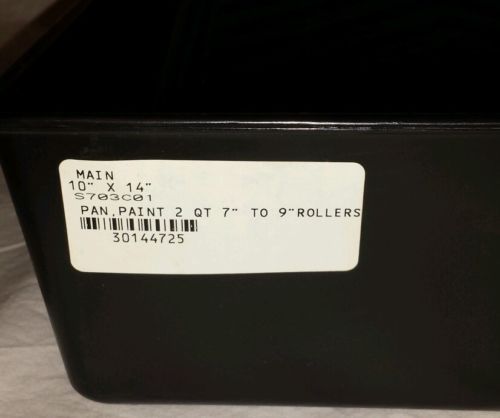 MAIN
10" X 14"
S703C01
PAN,PAINT 2 QT 7" TO 9"ROLLERS
30144725